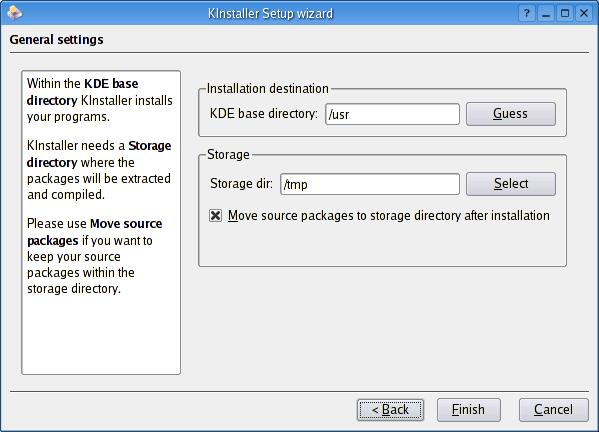 KInstaller Setup wizard
General settings
Within the KDE base
directory KInstaller installs
your programs.
KInstaller needs a Storage
directory where the
packages will be extracted
and compiled.
Please use Move source
packages if you want to
keep your source
packages within the
storage directory.
Installation destination
KDE base directory: /usr Guess
Storage
Storage dir: /tmp Select
Move source packages to storage directory after installation
< Back Finish Cancel